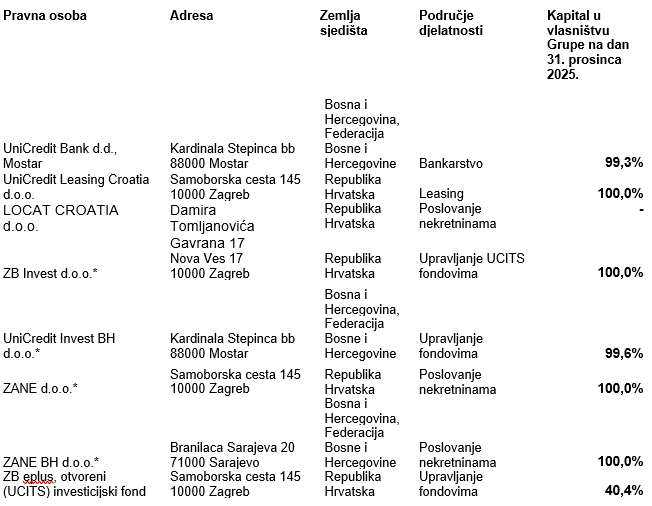 Pravna osoba Adresa Zemlja sjedišta Područje djelatnosti Kapital u vlasništvu Grupe na dan 31. prosinca 2025.
UniCredit Bank d.d., Mostar Kardinala Stepinca bb 88000 Mostar Bosna i Hercegovina, Federacija Bosne i Hercegovine Bankarstvo 99,3%
UniCredit Leasing Croatia d.o.o. Samoborska cesta 145 10000 Zagreb Republika Hrvatska Leasing 100,0%
LOCAT CROATIA d.o.o. Damira Tomljanovića Gavrana 17 Republika Hrvatska Poslovanje nekretninama -
ZB Invest d.o.o.* Nova Ves 17 10000 Zagreb Republika Hrvatska Upravljanje UCITS fondovima 100,0%
UniCredit Invest BH d.o.o.* Kardinala Stepinca bb 88000 Mostar Bosna i Hercegovina, Federacija Bosne i Hercegovine Upravljanje fondovima 99,6%
ZANE d.o.o.* Samoborska cesta 145 10000 Zagreb Republika Hrvatska Poslovanje nekretninama 100,0%
ZANE BH d.o.o.* Branilaca Sarajeva 20 71000 Sarajevo Bosna i Hercegovina, Federacija Bosne i Hercegovine Poslovanje nekretninama 100,0%
ZB eplus, otvoreni (UCITS) investicijski fond Samoborska cesta 145 10000 Zagreb Republika Hrvatska Upravljanje fondovima 40,4%